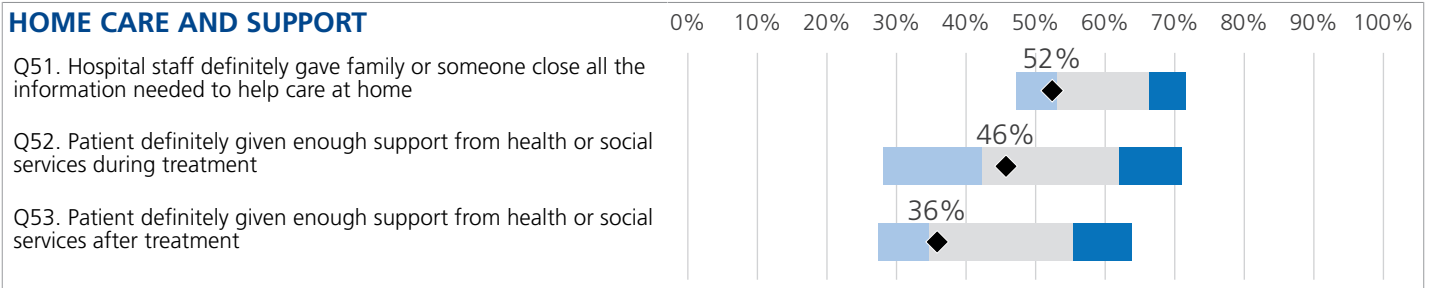 HOME CARE AND SUPPORT
0% 10% 20% 30% 40% 50% 60% 70% 80% 90% 100%
Q51. Hospital staff definitely gave family or someone close all the
information needed to help care at home
52%
Q52. Patient definitely given enough support from health or social
services during treatment
46%
Q53. Patient definitely given enough support from health or social
services after treatment
36%